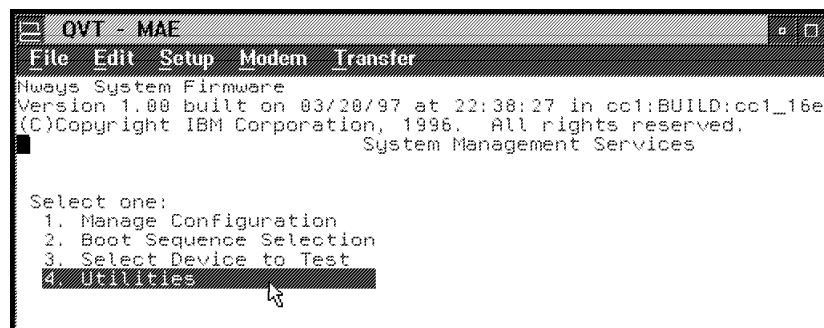 QVT - MAE
File Edit Setup Modem Transfer
Nways System Firmware
Version 1.00 built on 03/20/97 at 22:38:27 in cc1:BUILD:cc1_16e
(C)Copyright IBM Corporation, 1996. All rights reserved.
System Management Services
Select one:
1. Manage Configuration
2. Boot Sequence Selection
3. Select Device to Test
4. Utilities